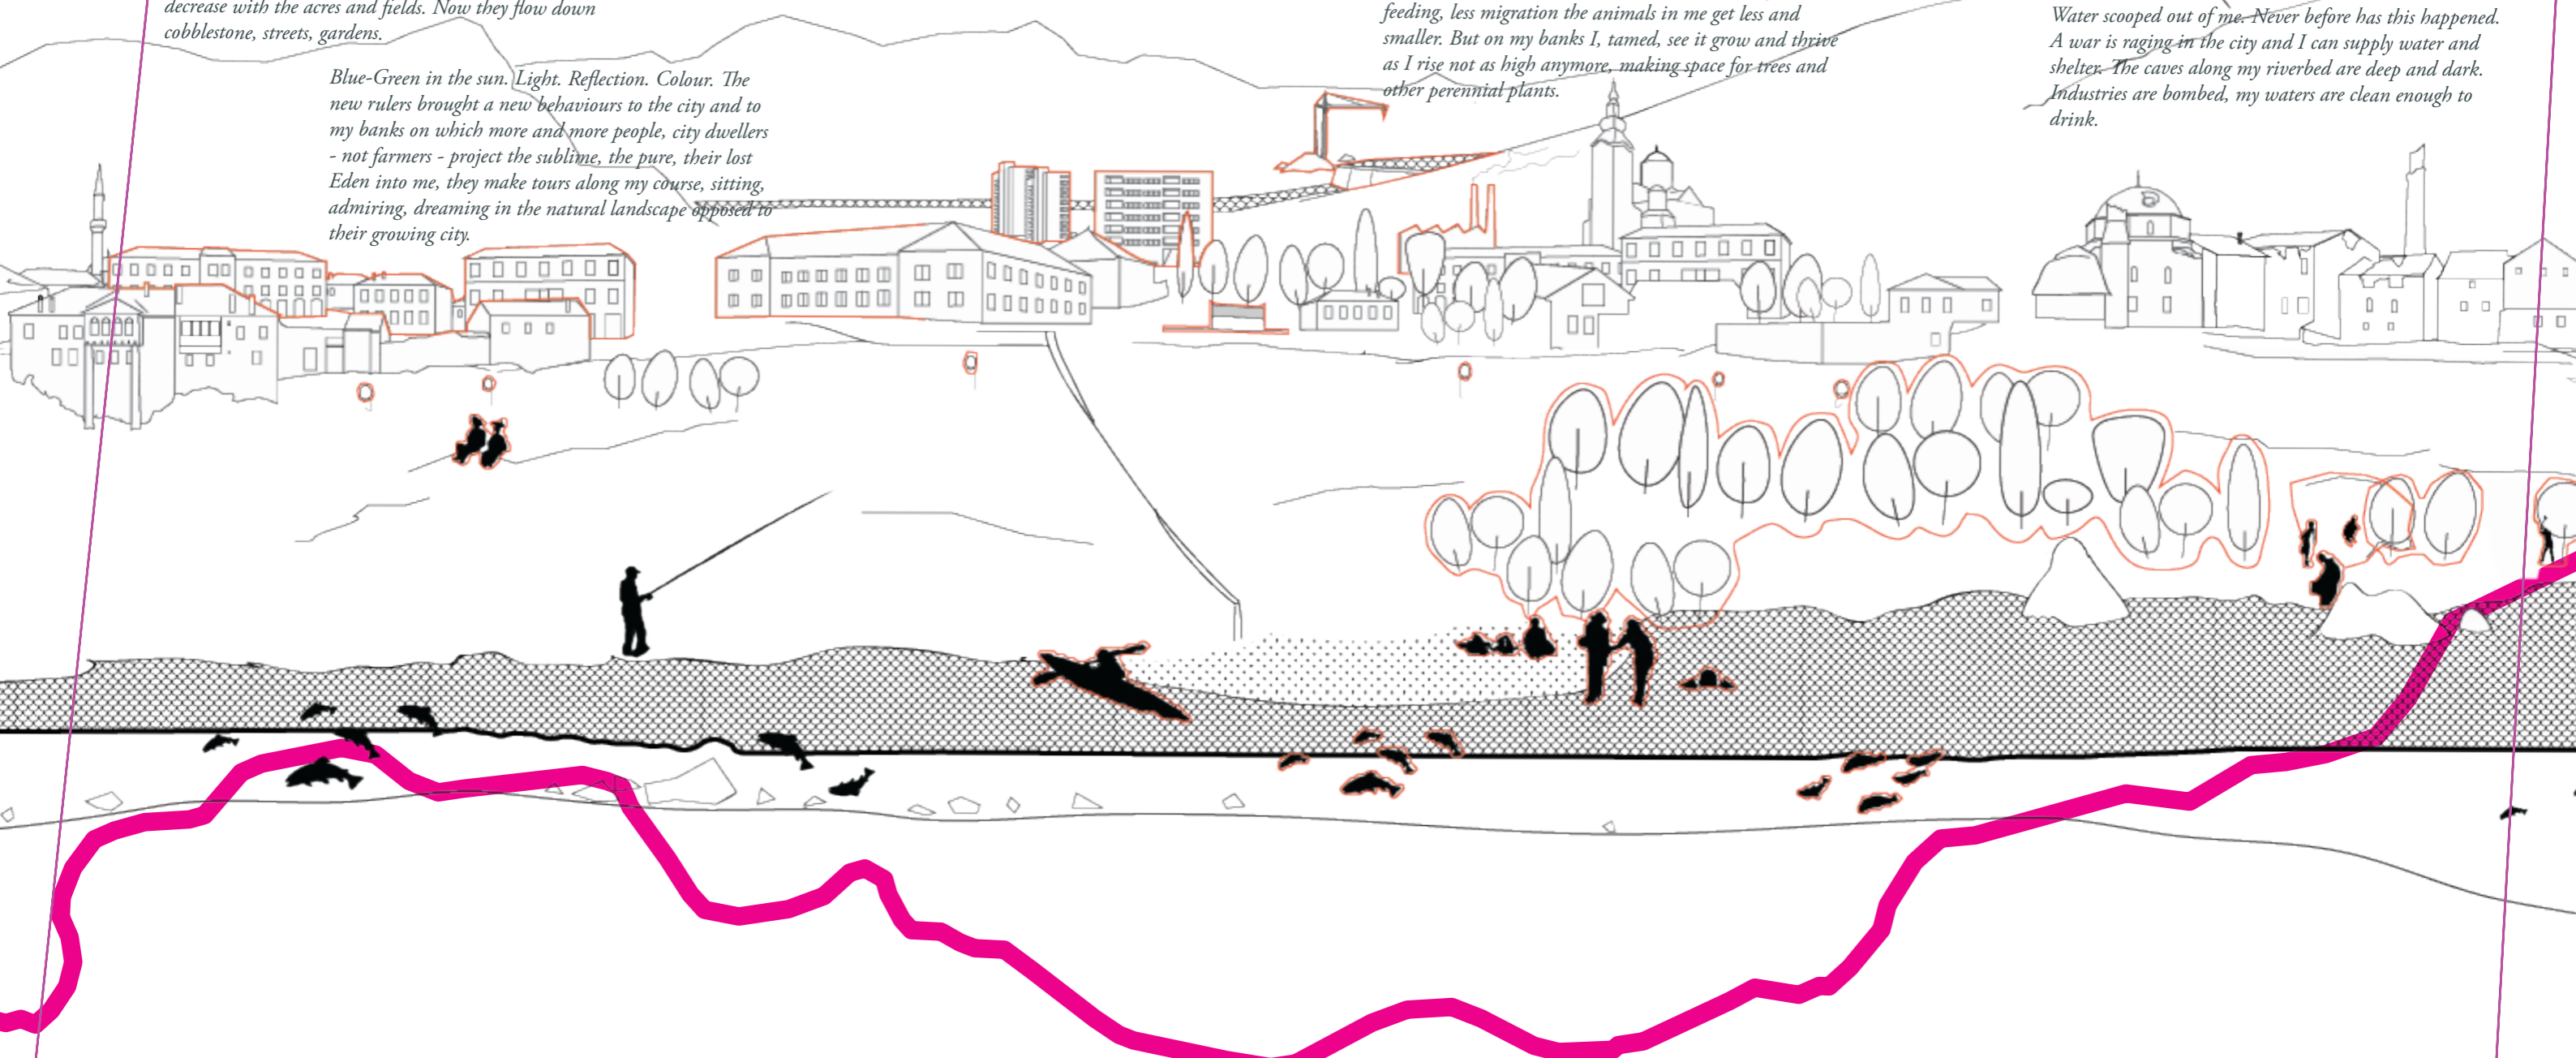 decrease with the acres and fields. Now they flow down
cobblestone, streets, gardens.
Blue-Green in the sun. Light. Reflection. Colour. The
new rulers brought a new behaviours to the city and to
my banks on which more and more people, city dwellers
- not farmers - project the sublime, the pure, their lost
Eden into me, they make tours along my course, sitting,
admiring, dreaming in the natural landscape opposed to
their growing city.
feeding, less migration the animals in me get less and
smaller. But on my banks I, tamed, see it grow and thrive
as I rise not as high anymore, making space for trees and
other perennial plants.
Water scooped out of me. Never before has this happened.
A war is raging in the city and I can supply water and
shelter. The caves along my riverbed are deep and dark.
Industries are bombed, my waters are clean enough to
drink.